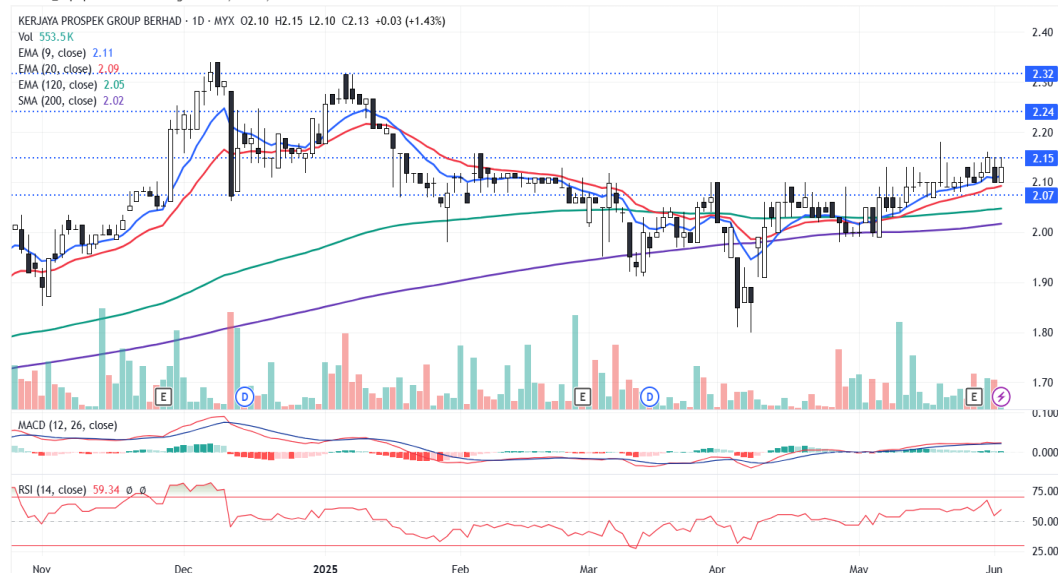 KERJAYA PROSPEK GROUP BERHAD · 1D · MYX O2.10 H2.15 L2.10 C2.13 +0.03 (+1.43%)
Vol 553.5K
EMA (9, close) 2.11
EMA (20, close) 2.09
EMA (120, close) 2.05
SMA (200, close) 2.02
2.40
2.32
2.30
2.24
2.20
2.15
2.10
2.07
2.00
1.90
1.80
1.70
E
D
E
D
E
MACD (12, 26, close)
0.100
0.000
RSI (14, close) 59.34 ø ø
75.00
50.00
25.00
Nov Dec 2025 Feb Mar Apr May Jun